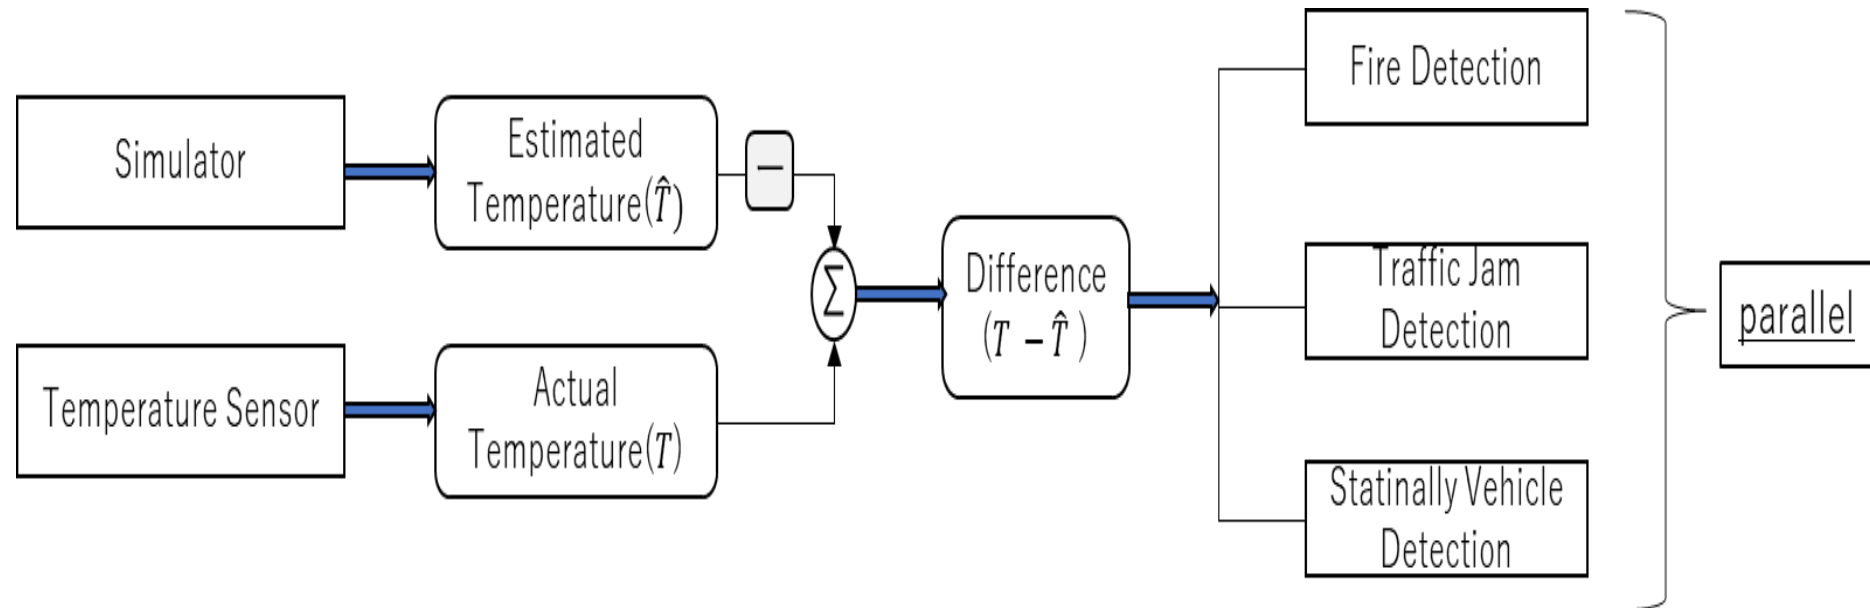 Simulator
Estimated
Temperature(T̂)
—
Temperature Sensor
Actual
Temperature(T)
∑
Difference
(T − T̂ )
Fire Detection
Traffic Jam
Detection
Statinally Vehicle
Detection
parallel